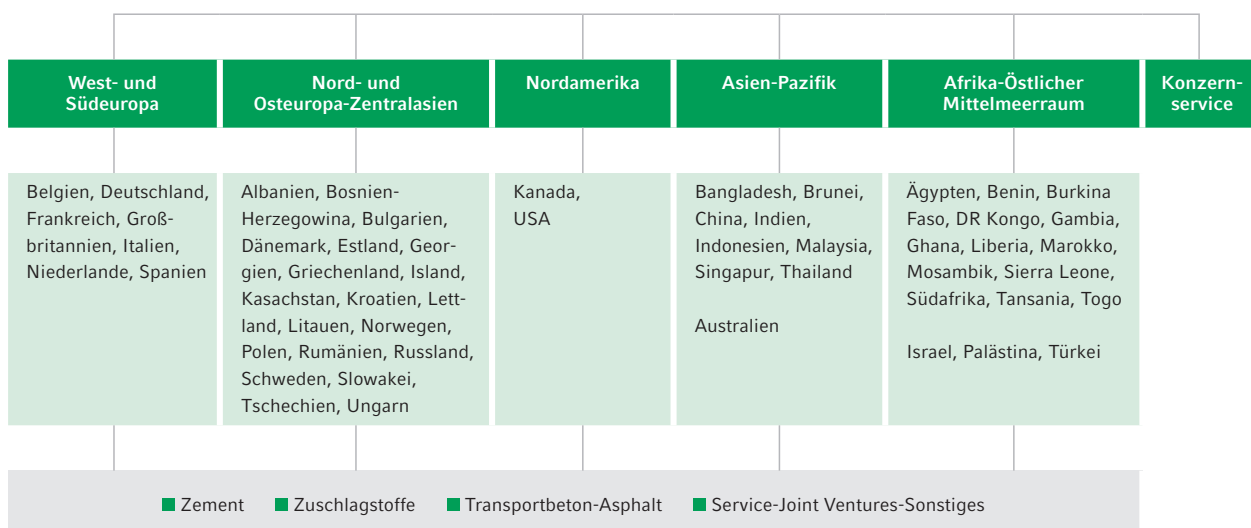 West- und
Südeuropa
Nord- und
Osteuropa-Zentralasien
Nordamerika
Asien-Pazifik
Afrika-Östlicher
Mittelmeerraum
Konzern-
service
Belgien, Deutschland,
Frankreich, Groß-
britannien, Italien,
Niederlande, Spanien
Albanien, Bosnien-
Herzegowina, Bulgarien,
Dänemark, Estland, Geor-
gien, Griechenland, Island,
Kasachstan, Kroatien, Lett-
land, Litauen, Norwegen,
Polen, Rumänien, Russland,
Schweden, Slowakei,
Tschechien, Ungarn
Kanada,
USA
Bangladesh, Brunei,
China, Indien,
Indonesien, Malaysia,
Singapur, Thailand
Australien
Ägypten, Benin, Burkina
Faso, DR Kongo, Gambia,
Ghana, Liberia, Marokko,
Mosambik, Sierra Leone,
Südafrika, Tansania, Togo
Israel, Palästina, Türkei
Zement
Zuschlagstoffe
Transportbeton-Asphalt
Service-Joint Ventures-Sonstiges